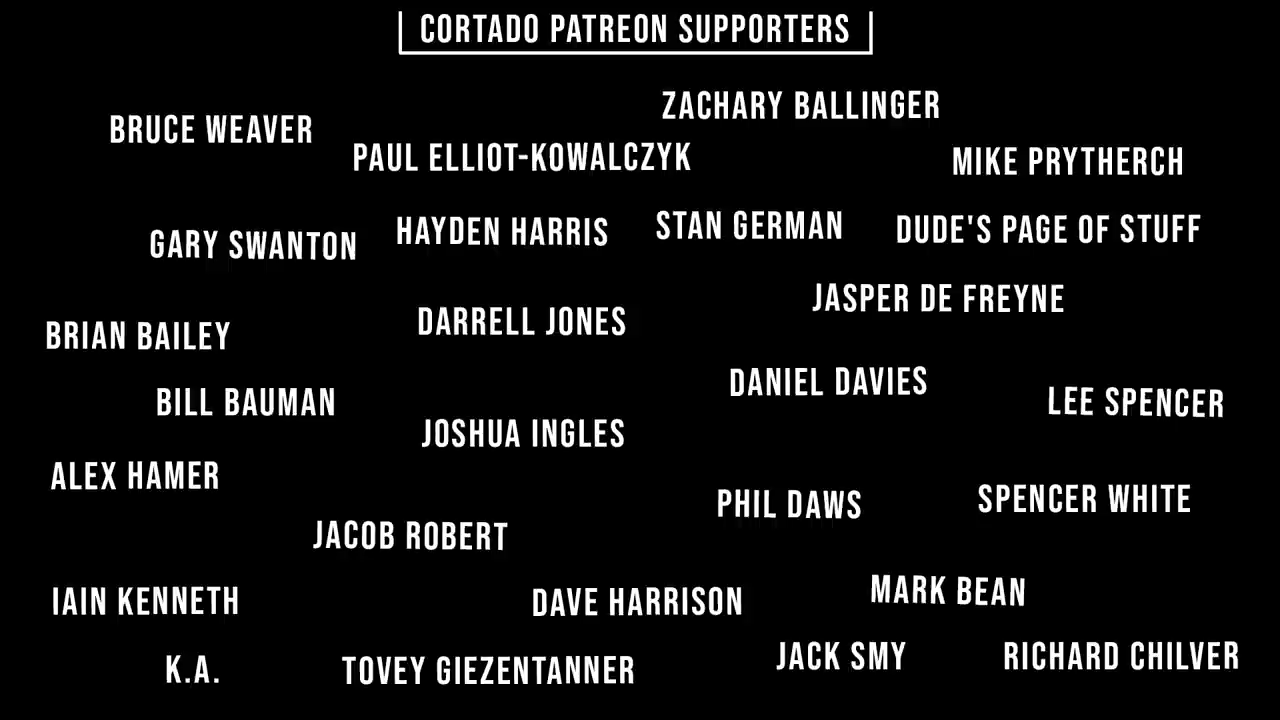 CORTADO PATREON SUPPORTERS
ZACHARY BALLINGER
BRUCE WEAVER
PAUL ELLIOT-KOWALCZYK
MIKE PRYTHERCH
GARY SWANTON
HAYDEN HARRIS
STAN GERMAN
DUDE'S PAGE OF STUFF
JASPER DE FREYNE
BRIAN BAILEY
DARRELL JONES
DANIEL DAVIES
BILL BAUMAN
LEE SPENCER
JOSHUA INGLES
ALEX HAMER
PHIL DAWS
SPENCER WHITE
JACOB ROBERT
IAIN KENNETH
DAVE HARRISON
MARK BEAN
K.A.
TOVEY GIEZENTANNER
JACK SMY
RICHARD CHILVER